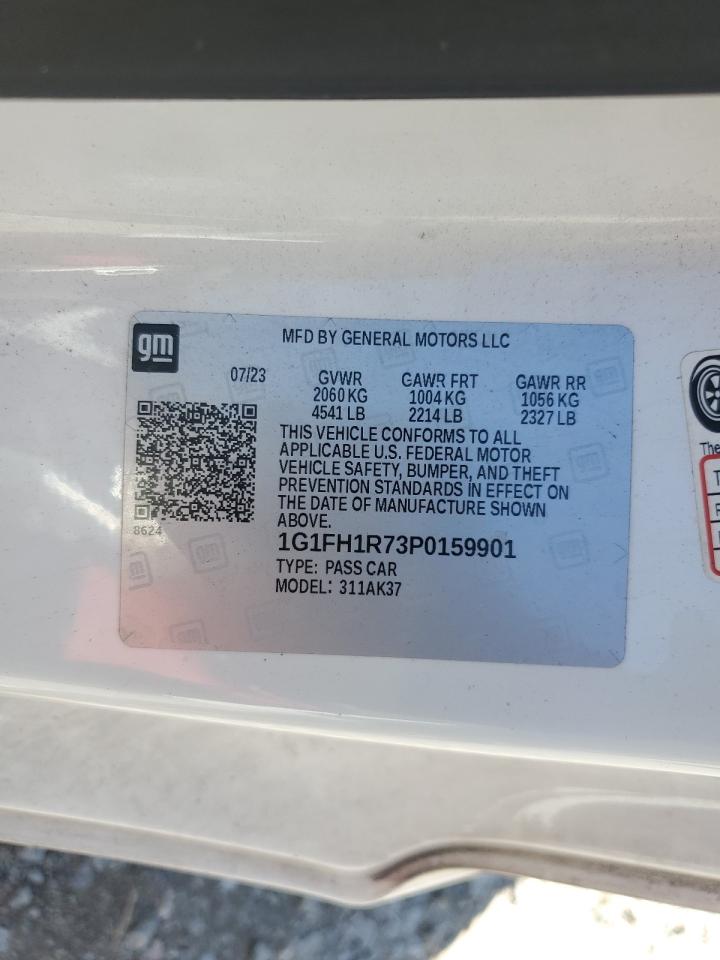 gm
MFD BY GENERAL MOTORS LLC
07/23 GVWR GAWR FRT GAWR RR
2060 KG 1004 KG 1056 KG
4541 LB 2214 LB 2327 LB
THIS VEHICLE CONFORMS TO ALL
APPLICABLE U.S. FEDERAL MOTOR
VEHICLE SAFETY, BUMPER, AND THEFT
PREVENTION STANDARDS IN EFFECT ON
THE DATE OF MANUFACTURE SHOWN
ABOVE.
8624
1G1FH1R73P0159901
TYPE: PASS CAR
MODEL: 311AK37
The